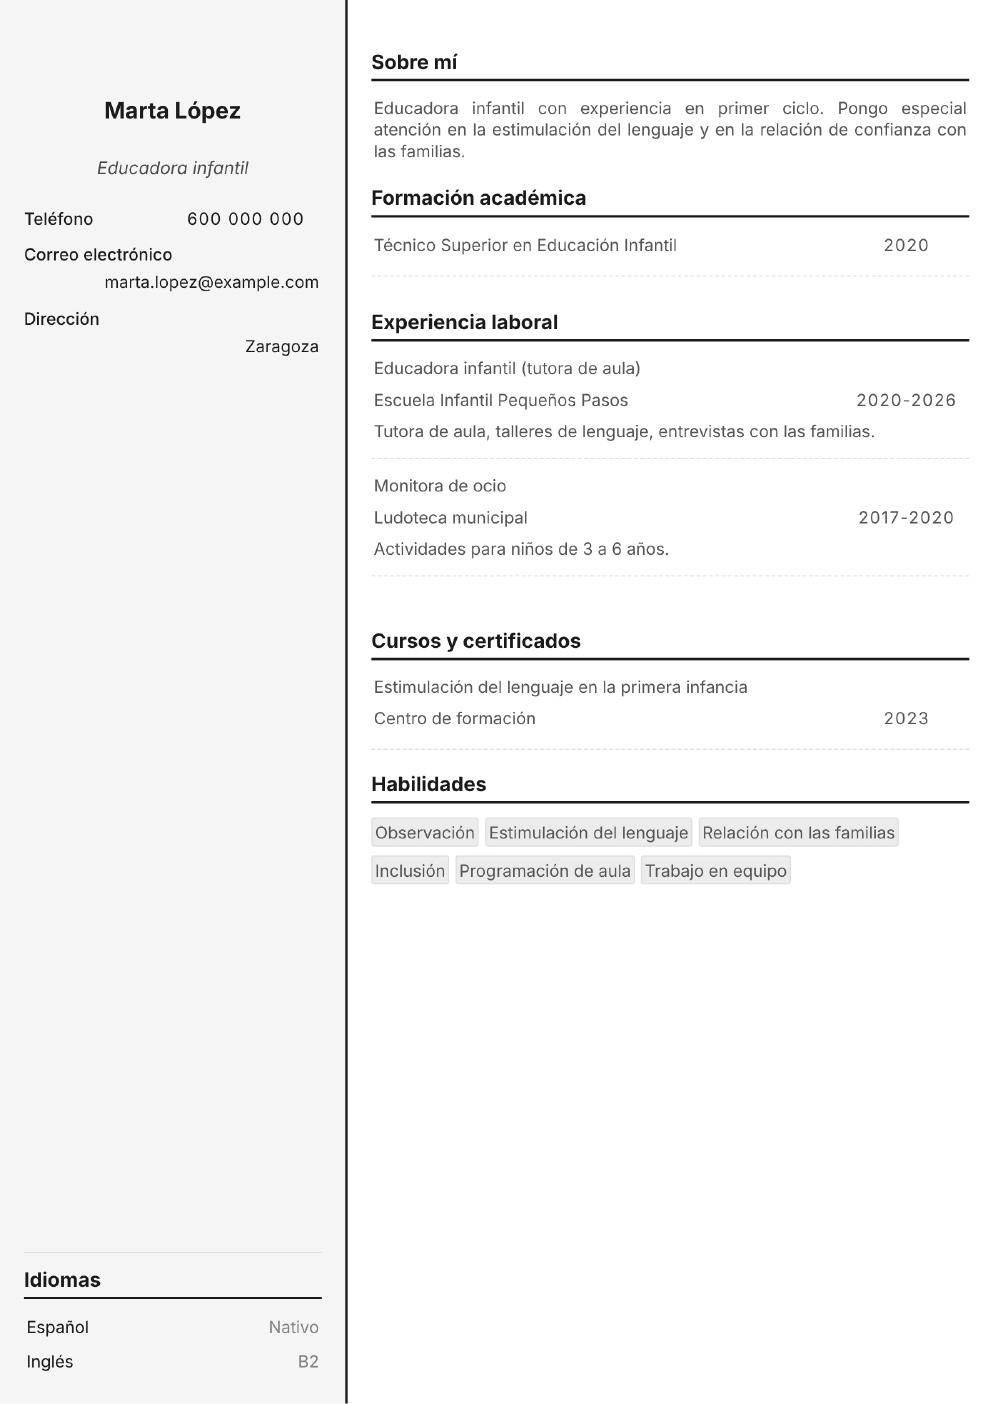 Marta López
Educadora infantil
Teléfono 600 000 000
Correo electrónico
marta.lopez@example.com
Dirección
Zaragoza
Idiomas
Español Nativo
Inglés B2
Sobre mí
Educadora infantil con experiencia en primer ciclo. Pongo especial
atención en la estimulación del lenguaje y en la relación de confianza con
las familias.
Formación académica
Técnico Superior en Educación Infantil 2020
Experiencia laboral
Educadora infantil (tutora de aula)
Escuela Infantil Pequeños Pasos 2020-2026
Tutora de aula, talleres de lenguaje, entrevistas con las familias.
Monitora de ocio
Ludoteca municipal 2017-2020
Actividades para niños de 3 a 6 años.
Cursos y certificados
Estimulación del lenguaje en la primera infancia
Centro de formación 2023
Habilidades
Observación Estimulación del lenguaje Relación con las familias
Inclusión Programación de aula Trabajo en equipo